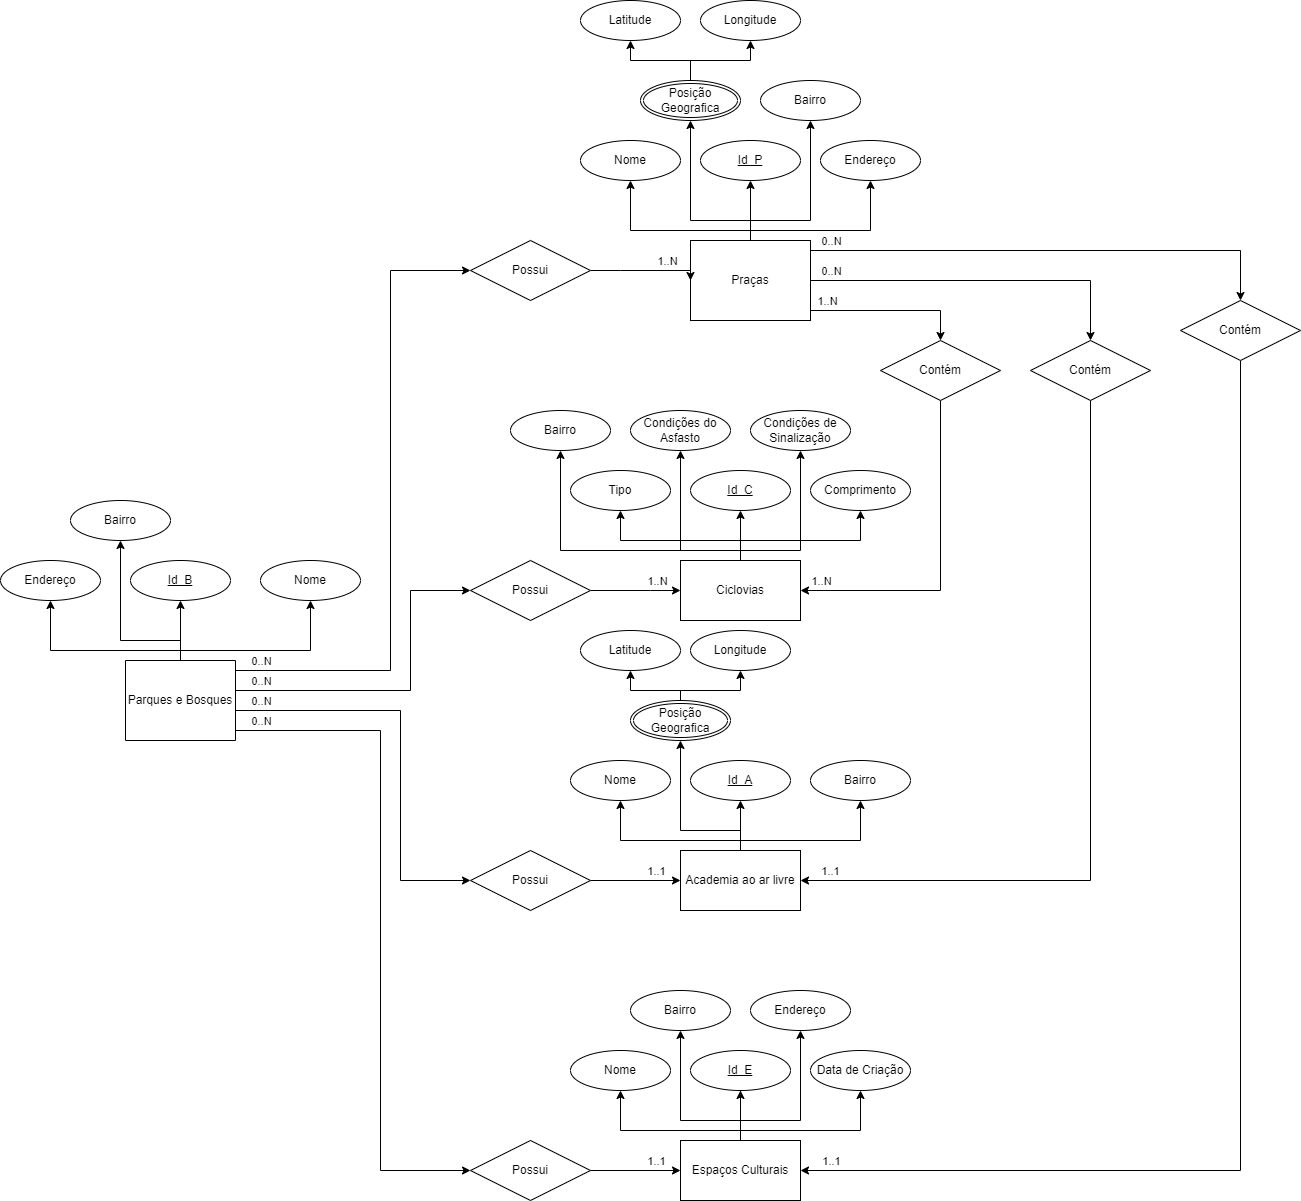 Latitude
Longitude
Posição
Geografica
Bairro
Nome
Id_P
Endereço
0..N
Possui
1..N
Praças
0..N
1..N
Contém
Contém
Contém
Bairro
Condições do
Asfasto
Condições de
Sinalização
Tipo
Id_C
Comprimento
Bairro
Endereço
Id_B
Nome
Possui
1..N
Ciclovias
1..N
Latitude
Longitude
0..N
0..N
0..N
0..N
Parques e Bosques
Posição
Geografica
Nome
Id_A
Bairro
Possui
1..1
Academia ao ar livre
1..1
Bairro
Endereço
Nome
Id_E
Data de Criação
Possui
1..1
Espaços Culturais
1..1